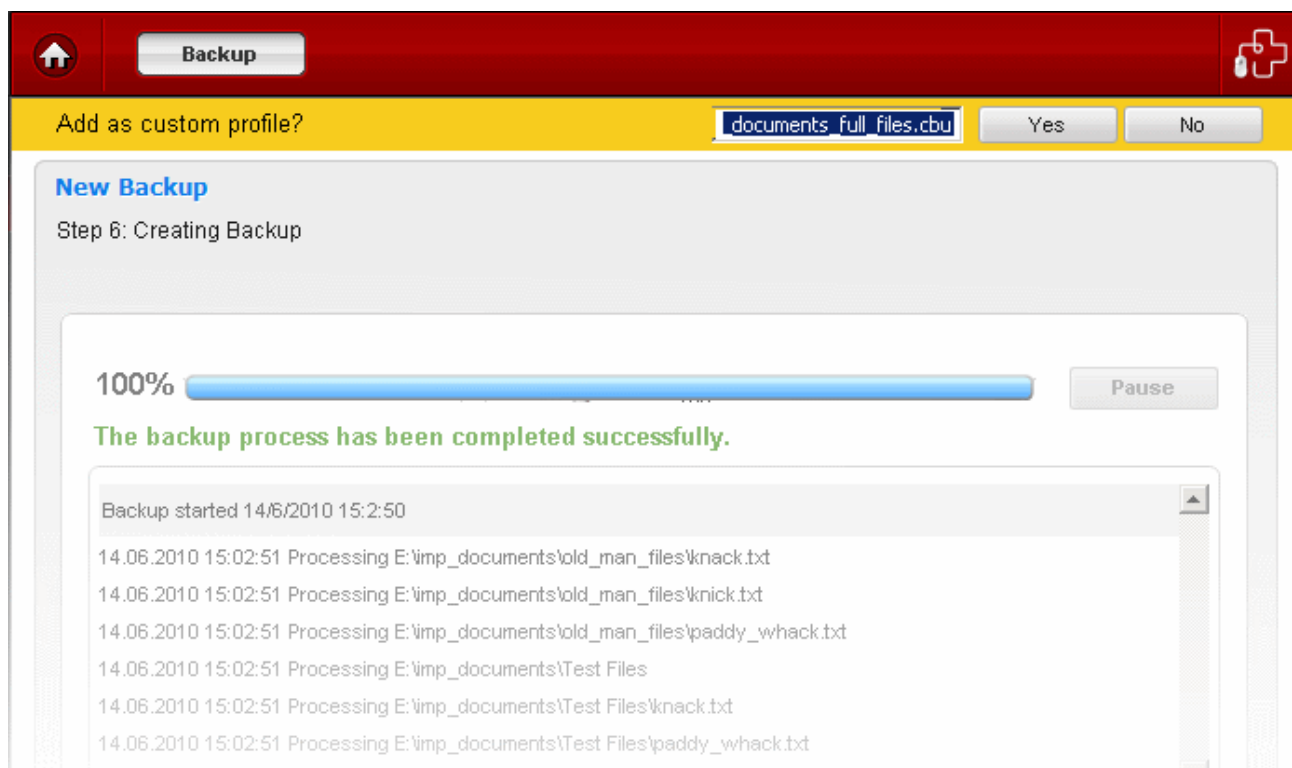 Backup
Add as custom profile? _documents_full_files.cbu Yes No
New Backup
Step 6: Creating Backup
100% Pause
The backup process has been completed successfully.
Backup started 14/6/2010 15:2:50
14.06.2010 15:02:51 Processing E:\imp_documents\old_man_files\knack.txt
14.06.2010 15:02:51 Processing E:\imp_documents\old_man_files\knick.txt
14.06.2010 15:02:51 Processing E:\imp_documents\old_man_files\paddy_whack.txt
14.06.2010 15:02:51 Processing E:\imp_documents\Test Files
14.06.2010 15:02:51 Processing E:\imp_documents\Test Files\knack.txt
14.06.2010 15:02:51 Processing E:\imp_documents\Test Files\paddy_whack.txt